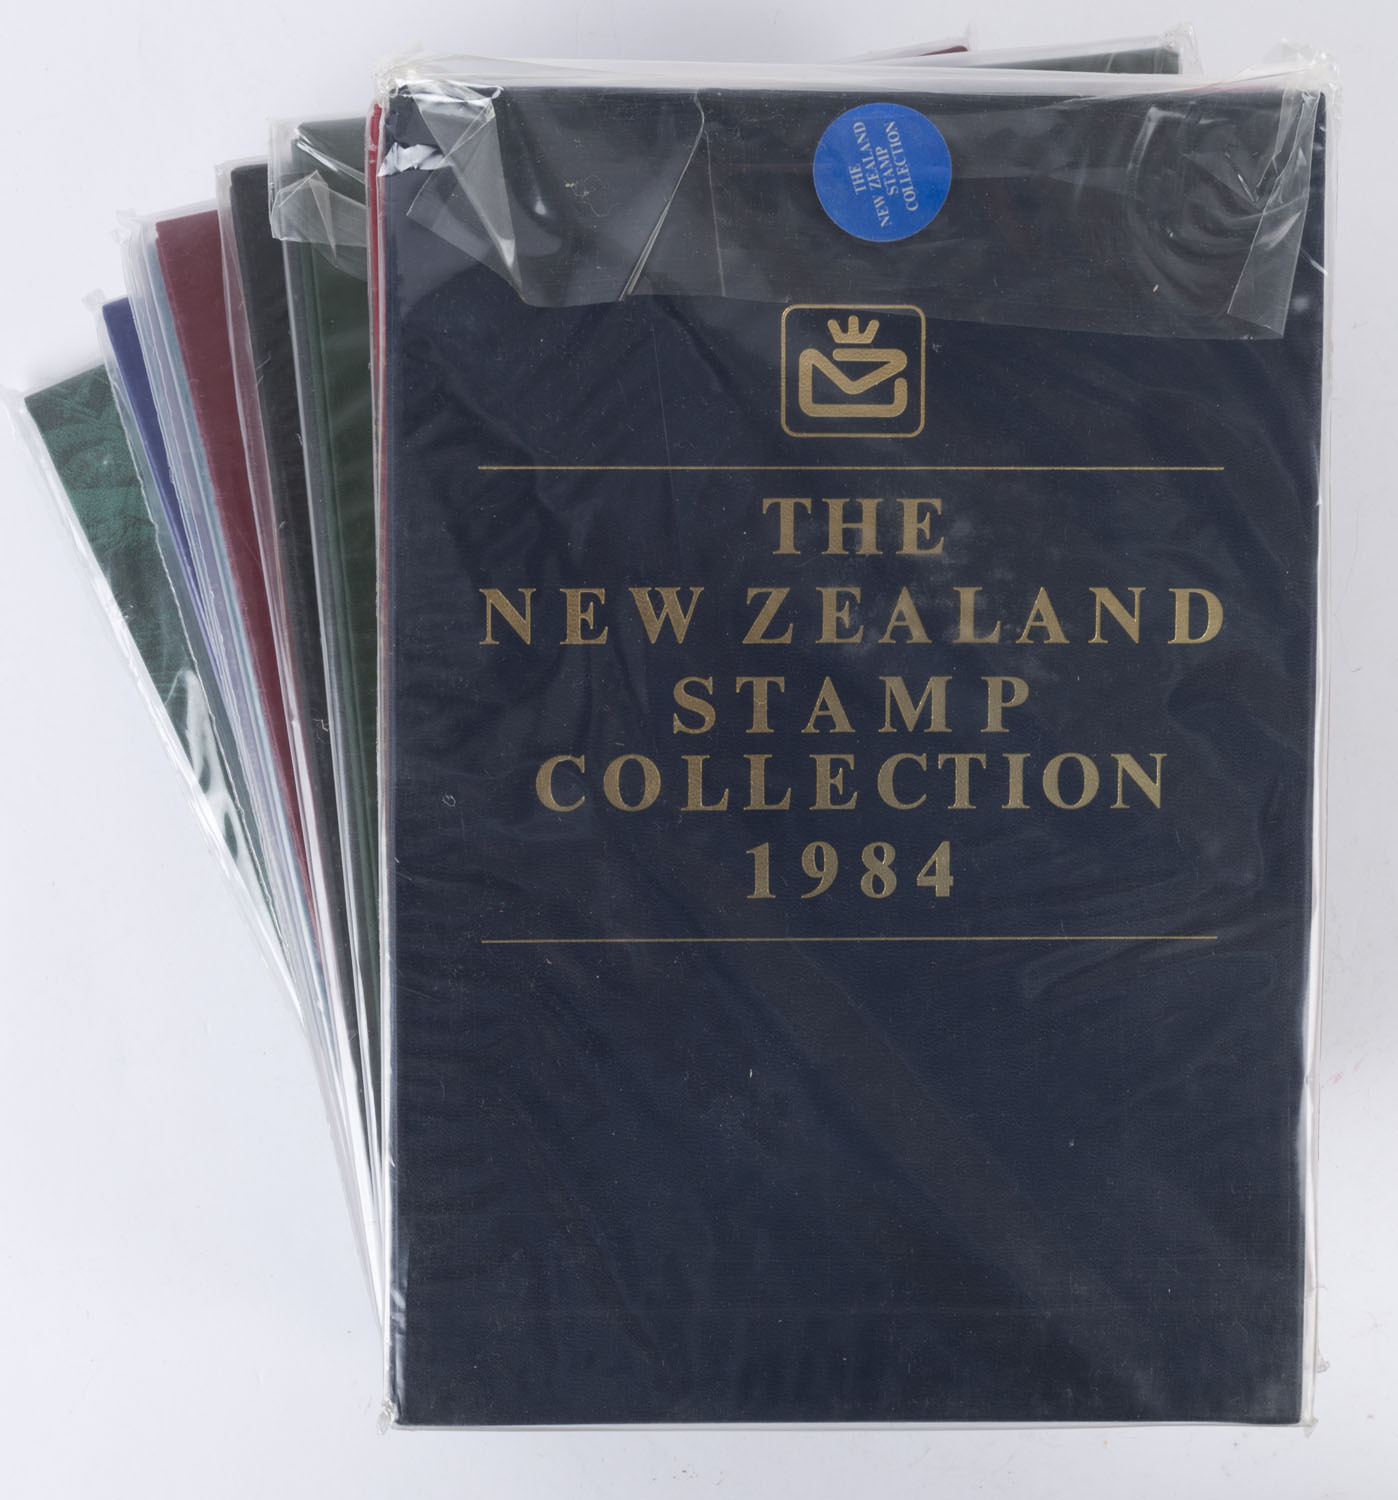 THE
NEW ZEALAND
STAMP
COLLECTION
THE
NEW ZEALAND
STAMP
COLLECTION
1984